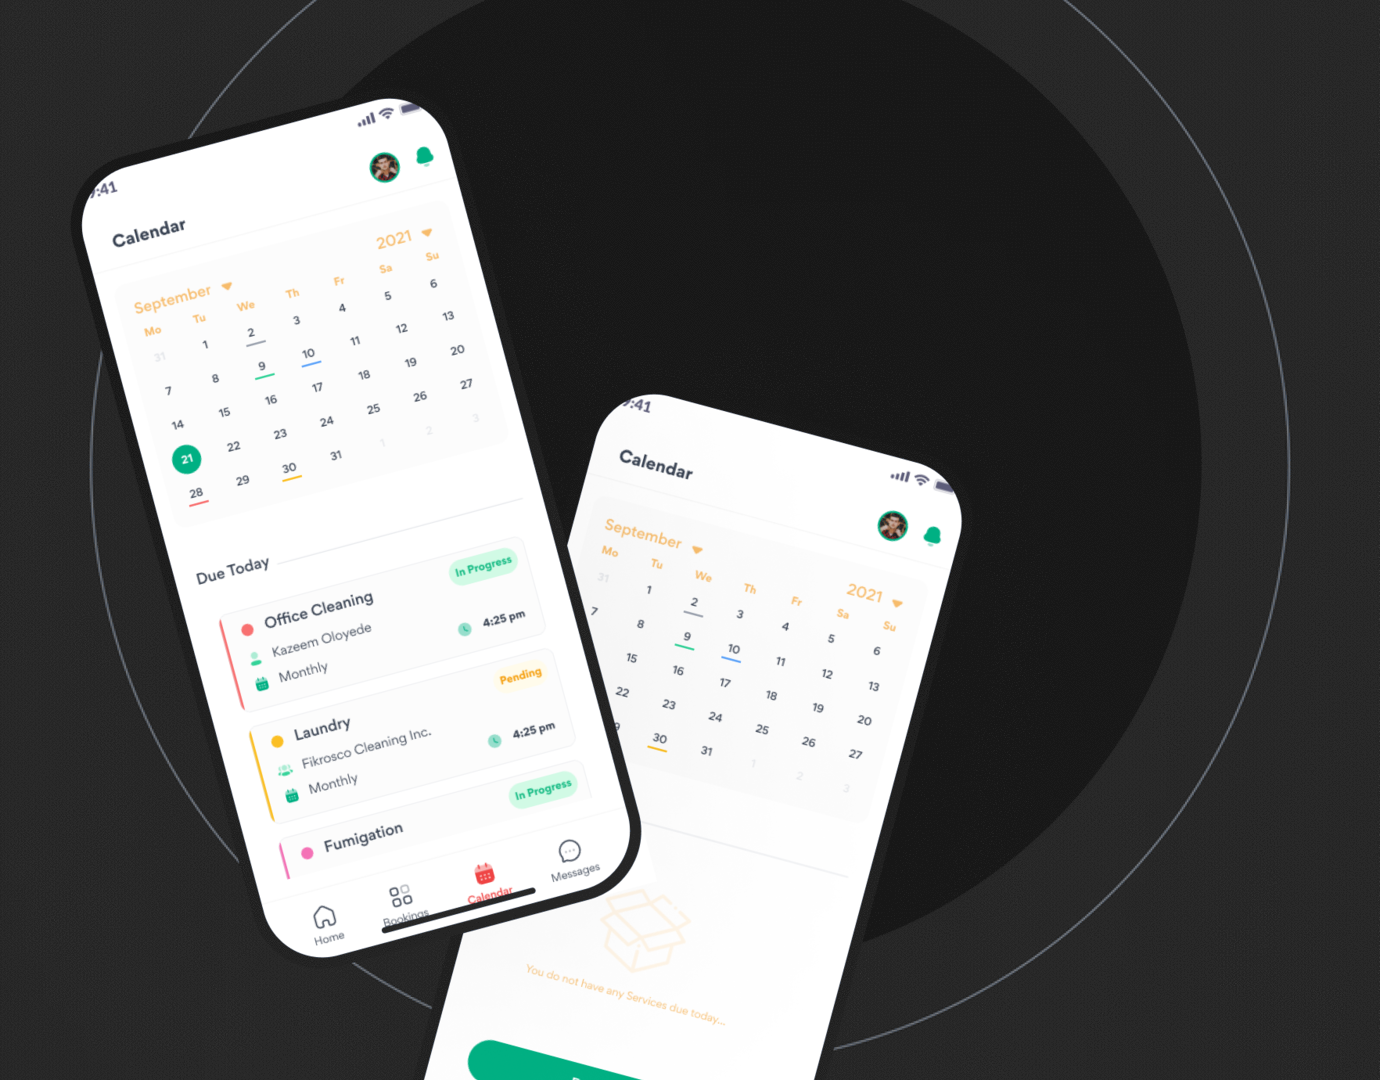 9:41
Calendar
September 2021
Mo Tu We Th Fr Sa Su
31 1 2 3 4 5 6
7 8 9 10 11 12 13
14 15 16 17 18 19 20
21 22 23 24 25 26 27
28 29 30 31 1 2 3
Due Today
In Progress
Office Cleaning
Kazeem Oloyede
4:25 pm
Monthly
Pending
Laundry
Fikrosco Cleaning Inc.
4:25 pm
Monthly
In Progress
Fumigation
Home Bookings Calendar Messages
:41
Calendar
September 2021
Mo Tu We Th Fr Sa Su
31 1 2 3 4 5 6
7 8 9 10 11 12 13
15 16 17 18 19 20
22 23 24 25 26 27
9 30 31 1 2 3
You do not have any Services due today...